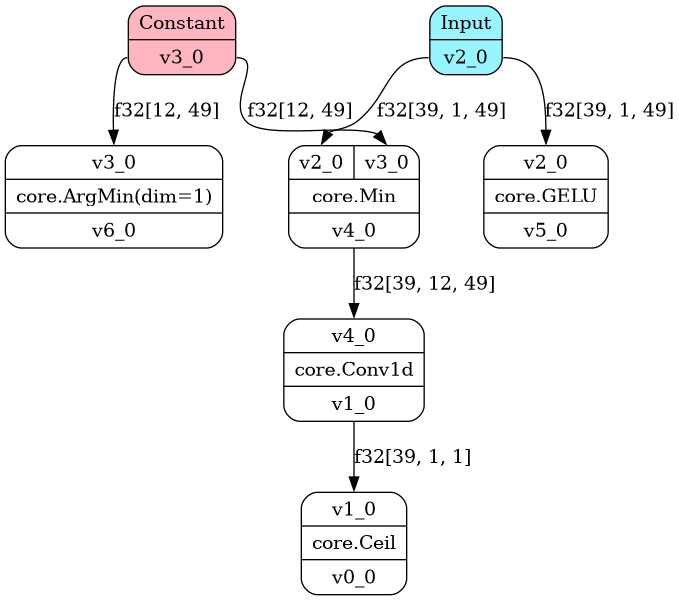 Constant
v3_0
Input
v2_0
f32[12, 49]
f32[12, 49]
f32[39, 1, 49]
f32[39, 1, 49]
v3_0
core.ArgMin(dim=1)
v6_0
v2_0 v3_0
core.Min
v4_0
v2_0
core.GELU
v5_0
f32[39, 12, 49]
v4_0
core.Conv1d
v1_0
f32[39, 1, 1]
v1_0
core.Ceil
v0_0